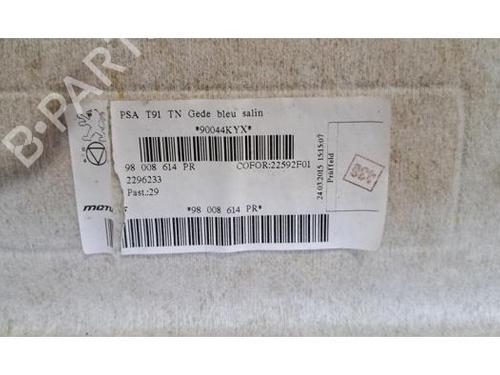 PSA T91 TN Gede bleu salin
*90044KYX*
98 008 614 PR COFOR:22592F01
2296233
Past.:29
*98 008 614 PR*
24.03.2015 15:15:07
Prüffeld
B-PARTS